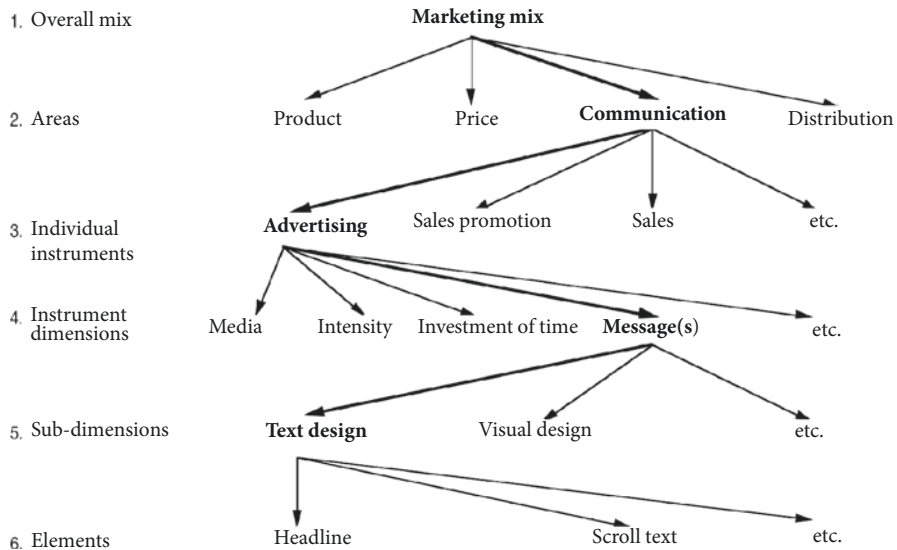 1. Overall mix Marketing mix
2. Areas Product Price Communication Distribution
3. Individual instruments Advertising Sales promotion Sales etc.
4. Instrument dimensions Media Intensity Investment of time Message(s) etc.
5. Sub-dimensions Text design Visual design etc.
6. Elements Headline Scroll text etc.